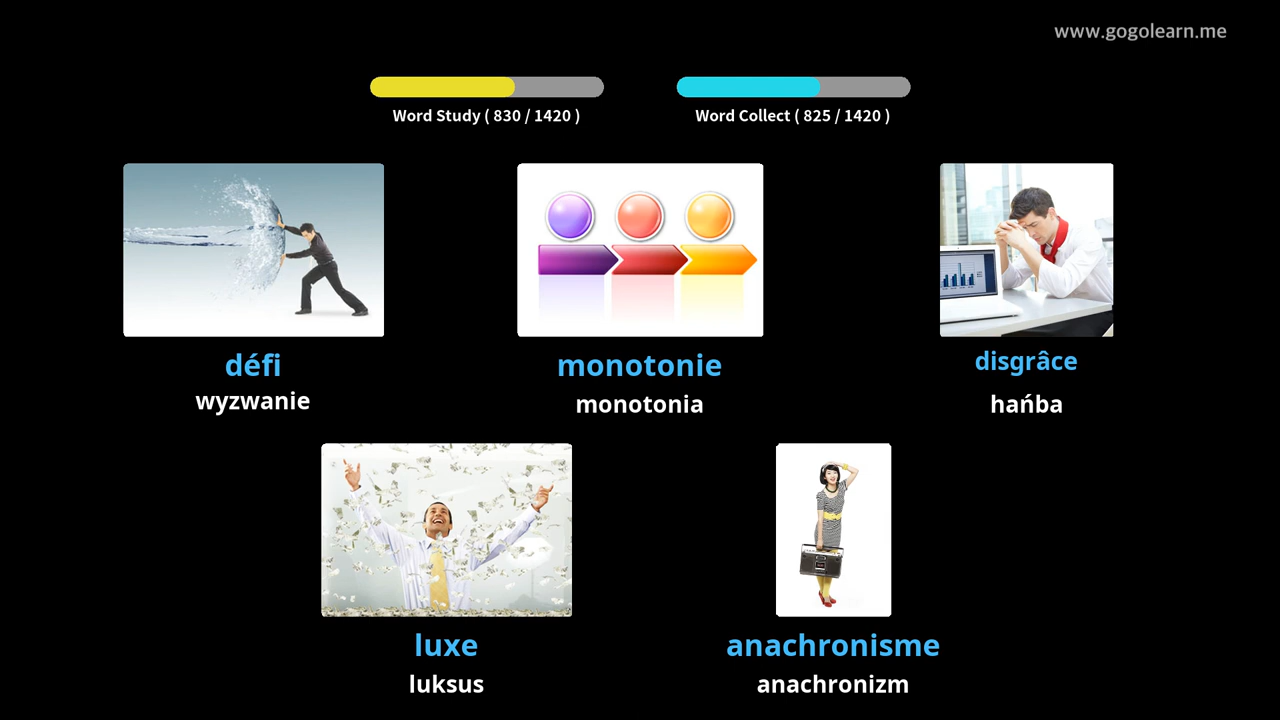 www.gogolearn.me
Word Study ( 830 / 1420 )
Word Collect ( 825 / 1420 )
défi
wyzwanie
monotonie
monotonia
disgrâce
hańba
luxe
luksus
anachronisme
anachronizm